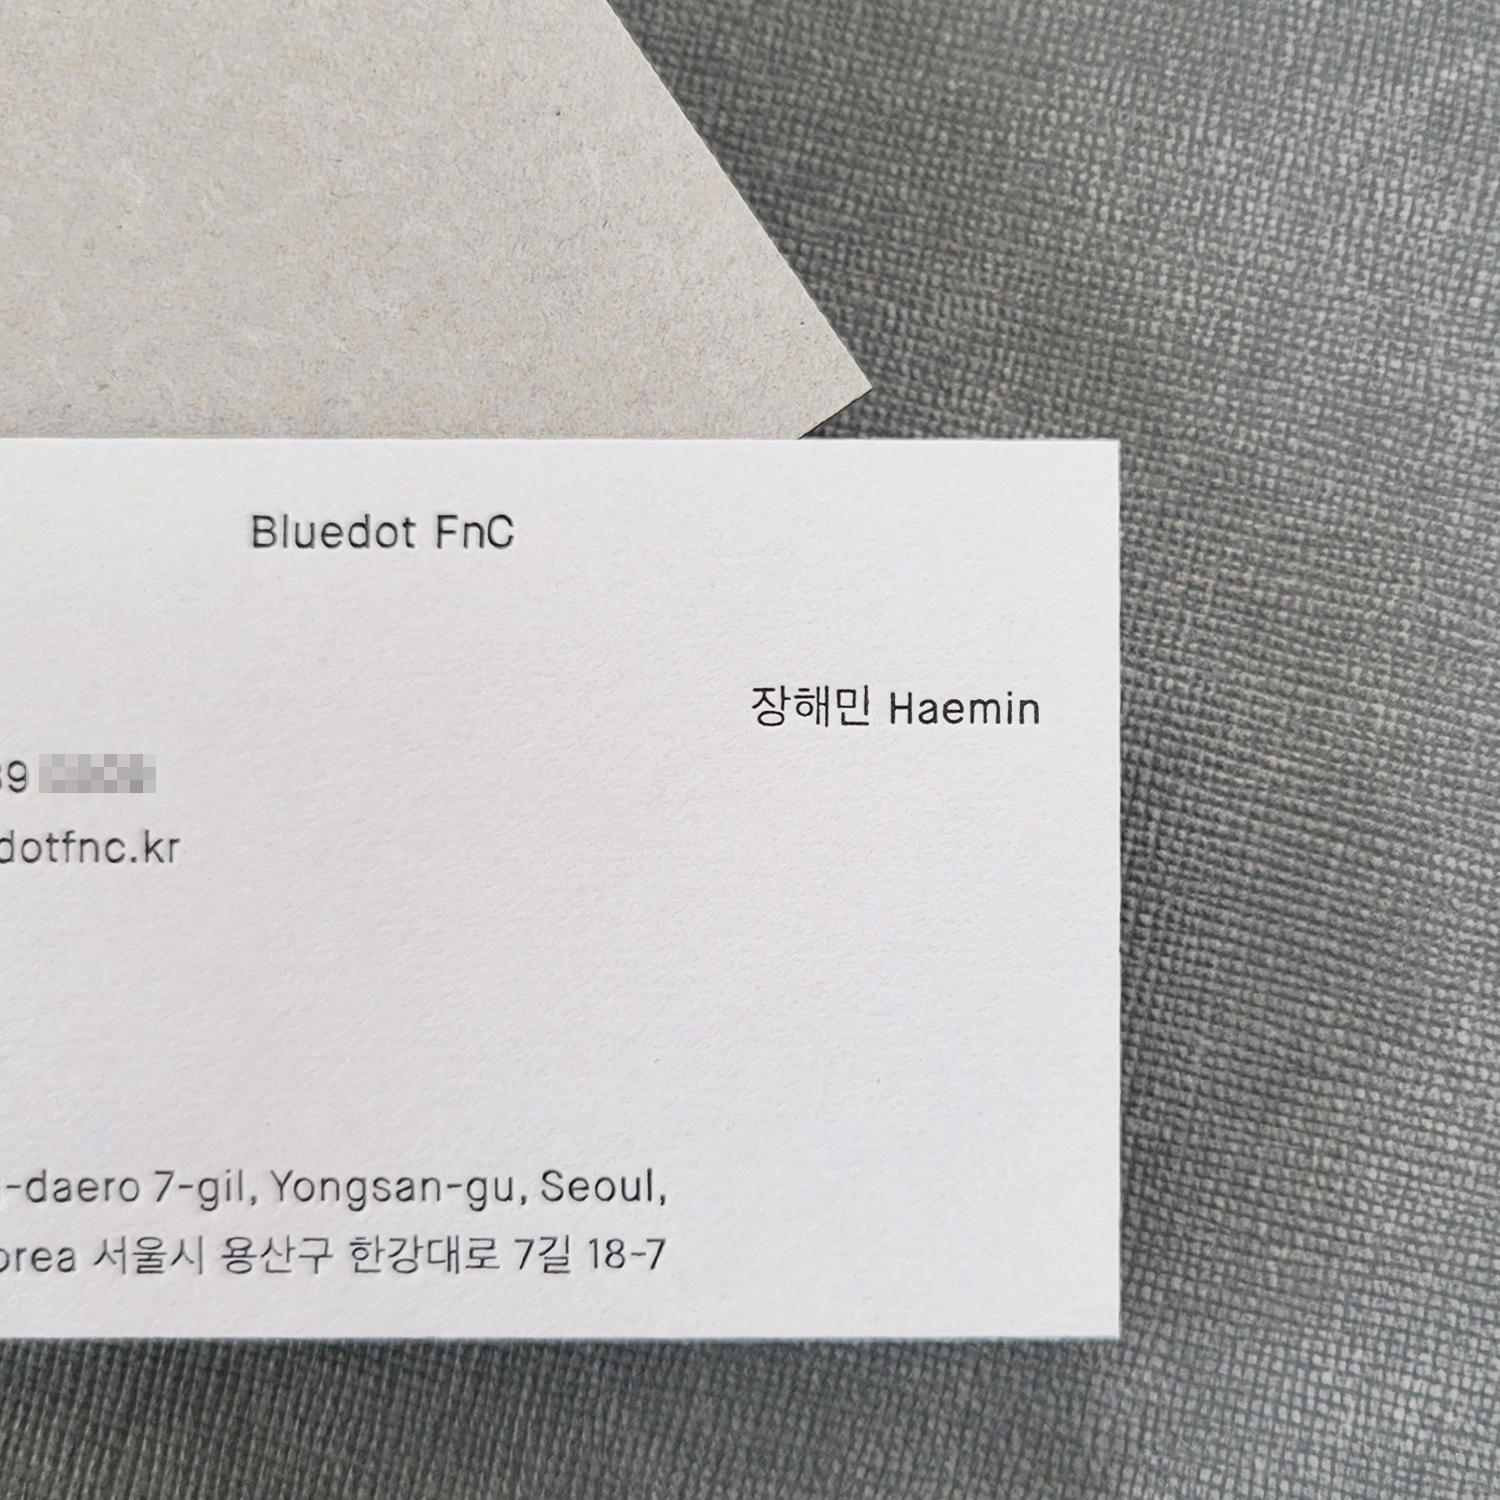 Bluedot FnC
장해민 Haemin
39
dotfnc.kr
-daero 7-gil, Yongsan-gu, Seoul,
orea 서울시 용산구 한강대로 7길 18-7